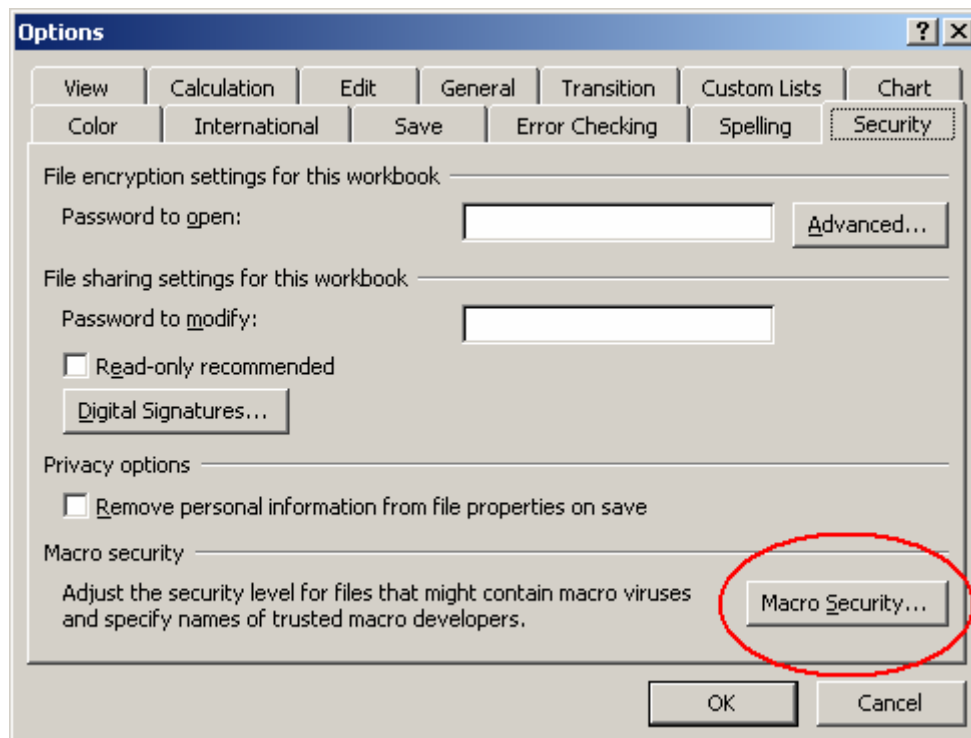 Options
View Calculation Edit General Transition Custom Lists Chart
Color International Save Error Checking Spelling Security
File encryption settings for this workbook
Password to open: Advanced...
File sharing settings for this workbook
Password to modify:
Read-only recommended
Digital Signatures...
Privacy options
Remove personal information from file properties on save
Macro security
Adjust the security level for files that might contain macro viruses
and specify names of trusted macro developers.
Macro Security...
OK Cancel